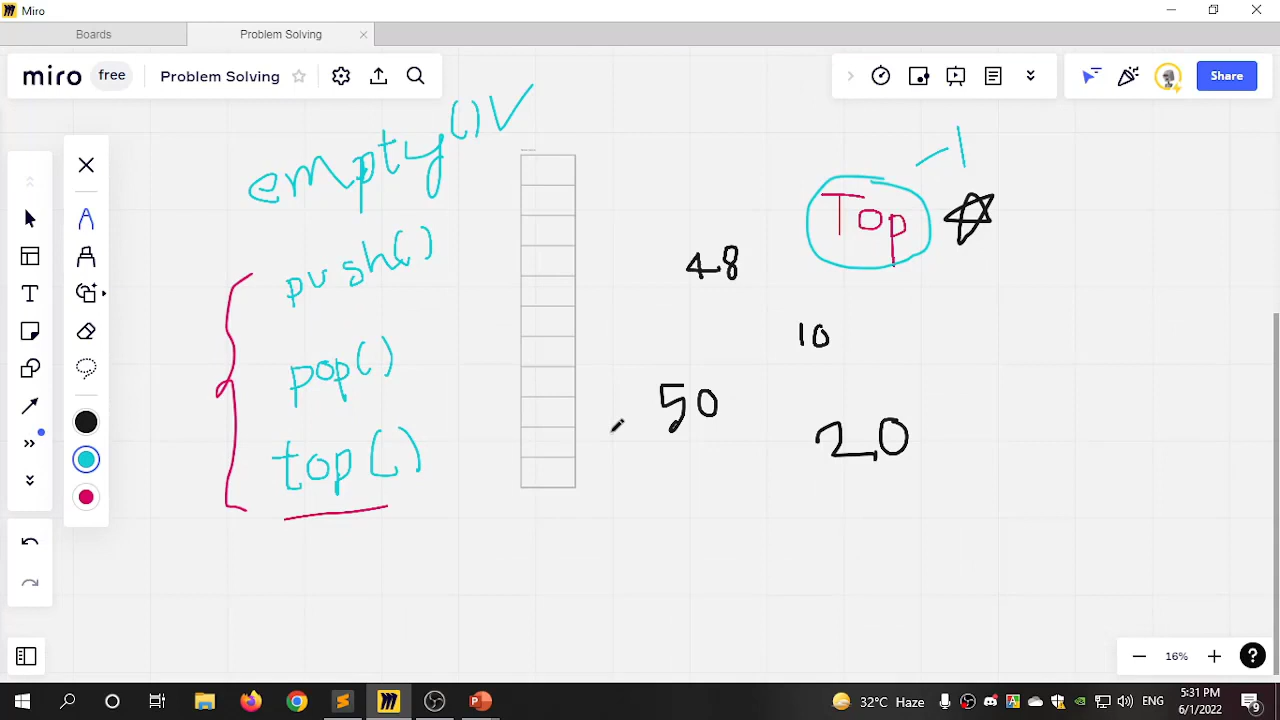 Miro
Boards
Problem Solving
miro
free
Problem Solving
Share
empty()
push()
pop()
top()
Top
-1
48
10
50
20
16%
32°C Haze
ENG
5:31 PM
6/1/2022
9